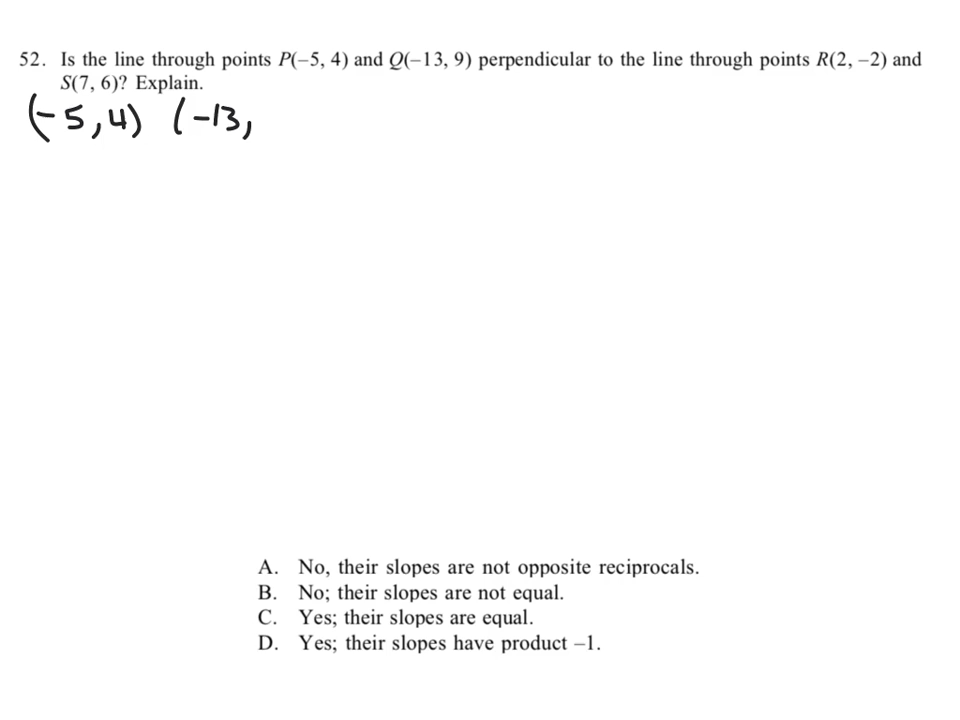 52. Is the line through points P(–5, 4) and Q(–13, 9) perpendicular to the line through points R(2, –2) and
S(7, 6)? Explain.
(-5,4) (-13,
A. No, their slopes are not opposite reciprocals.
B. No; their slopes are not equal.
C. Yes; their slopes are equal.
D. Yes; their slopes have product –1.